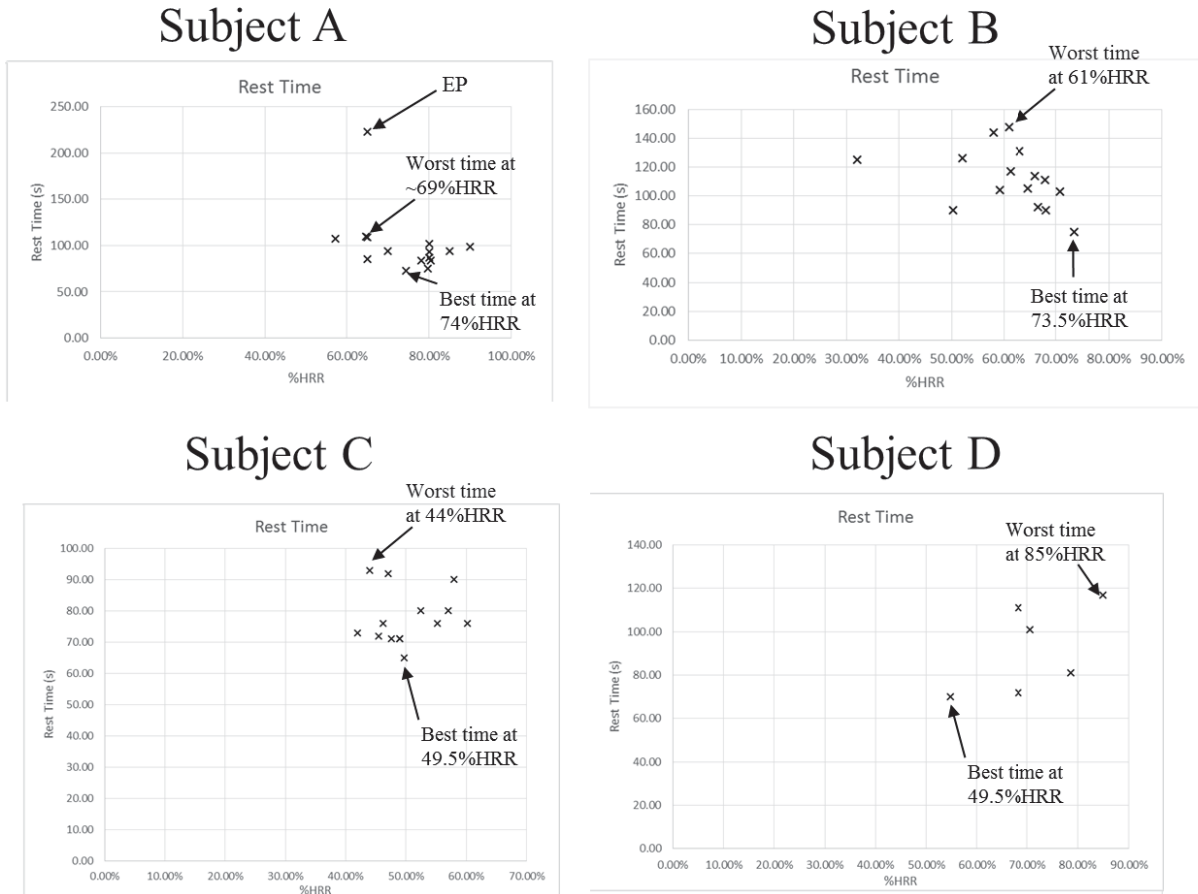 Subject A
Rest Time
EP
Worst time at
~69%HRR
Best time at
74%HRR
Rest Time (s)
250.00
200.00
150.00
100.00
50.00
0.00
0.00% 20.00% 40.00% 60.00% 80.00% 100.00%
%HRR
Subject B
Rest Time
Worst time
at 61%HRR
Best time at
73.5%HRR
Rest Time (s)
160.00
140.00
120.00
100.00
80.00
60.00
40.00
20.00
0.00
0.00% 10.00% 20.00% 30.00% 40.00% 50.00% 60.00% 70.00% 80.00% 90.00%
%HRR
Subject C
Rest Time
Worst time
at 44%HRR
Best time at
49.5%HRR
Rest Time (s)
100.00
90.00
80.00
70.00
60.00
50.00
40.00
30.00
20.00
10.00
0.00
0.00% 10.00% 20.00% 30.00% 40.00% 50.00% 60.00% 70.00%
%HRR
Subject D
Rest Time
Worst time
at 85%HRR
Best time at
49.5%HRR
Rest Time (s)
140.00
120.00
100.00
80.00
60.00
40.00
20.00
0.00
0.00% 10.00% 20.00% 30.00% 40.00% 50.00% 60.00% 70.00% 80.00% 90.00%
%HRR